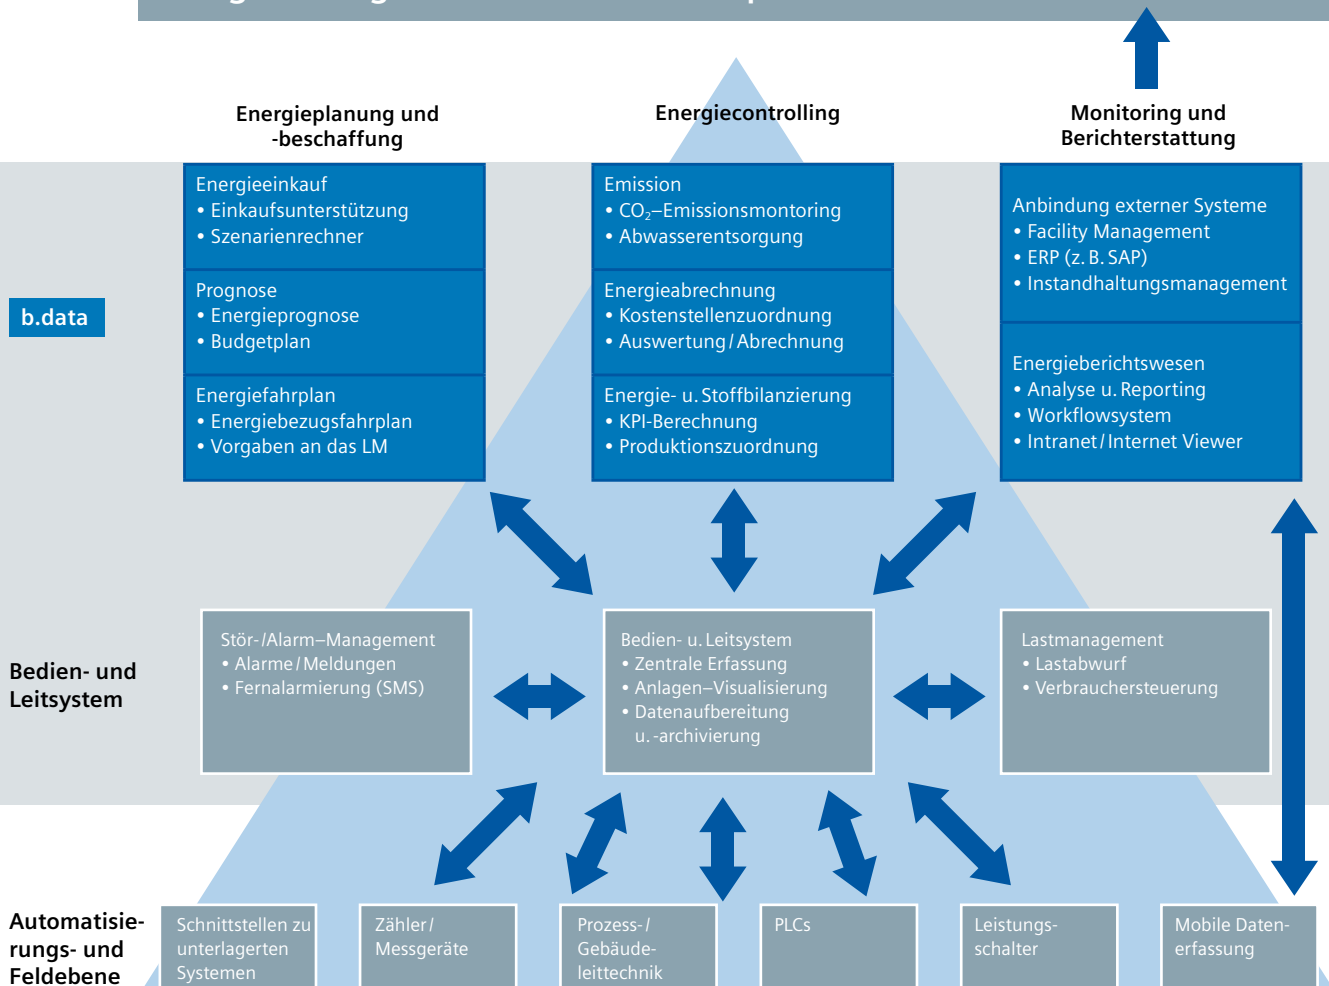 Energieplanung und
-beschaffung
Energiecontrolling
Monitoring und
Berichterstattung
b.data
Energieeinkauf
• Einkaufsunterstützung
• Szenarienrechner
Prognose
• Energieprognose
• Budgetplan
Energiefahrplan
• Energiebezugsfahrplan
• Vorgaben an das LM
Emission
• CO₂–Emissionsmontoring
• Abwasserentsorgung
Energieabrechnung
• Kostenstellenzuordnung
• Auswertung/Abrechnung
Energie- u. Stoffbilanzierung
• KPI-Berechnung
• Produktionszuordnung
Anbindung externer Systeme
• Facility Management
• ERP (z. B. SAP)
• Instandhaltungsmanagement
Energieberichtswesen
• Analyse u. Reporting
• Workflowsystem
• Intranet/Internet Viewer
Bedien- und
Leitsystem
Stör-/Alarm–Management
• Alarme/Meldungen
• Fernalarmierung (SMS)
Bedien- u. Leitsystem
• Zentrale Erfassung
• Anlagen–Visualisierung
• Datenaufbereitung
u. -archivierung
Lastmanagement
• Lastabwurf
• Verbrauchersteuerung
Automatisie-
rungs- und
Feldebene
Schnittstellen zu
unterlagerten
Systemen
Zähler/
Messgeräte
Prozess-/
Gebäude-
leittechnik
PLCs
Leistungs-
schalter
Mobile Daten-
erfassung